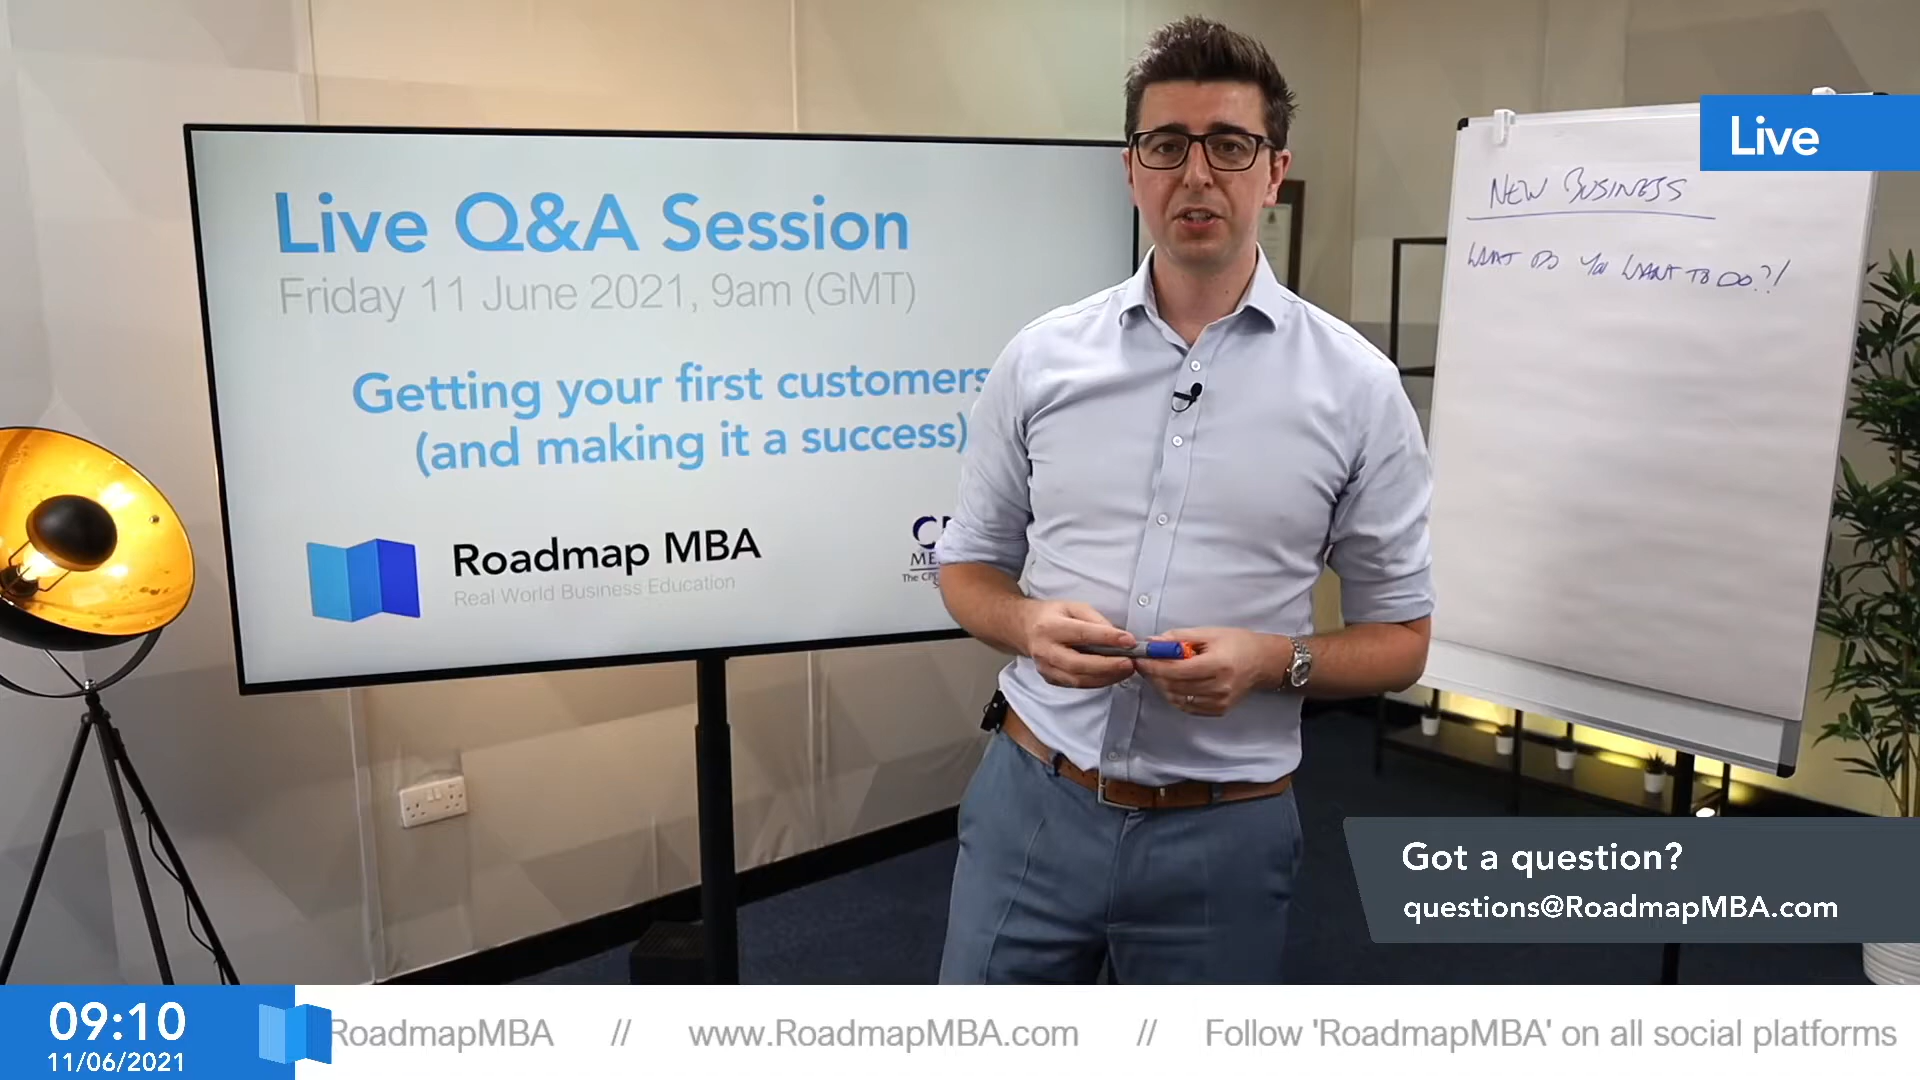 Live Q&A Session
Friday 11 June 2021, 9am (GMT)
Getting your first customers
(and making it a success)
Roadmap MBA
Real World Business Education
The CPD
Live
NEW BUSINESS
WHAT DO YOU WANT TO DO?!
Got a question?
questions@RoadmapMBA.com
09:10
11/06/2021
RoadmapMBA // www.RoadmapMBA.com // Follow 'RoadmapMBA' on all social platforms